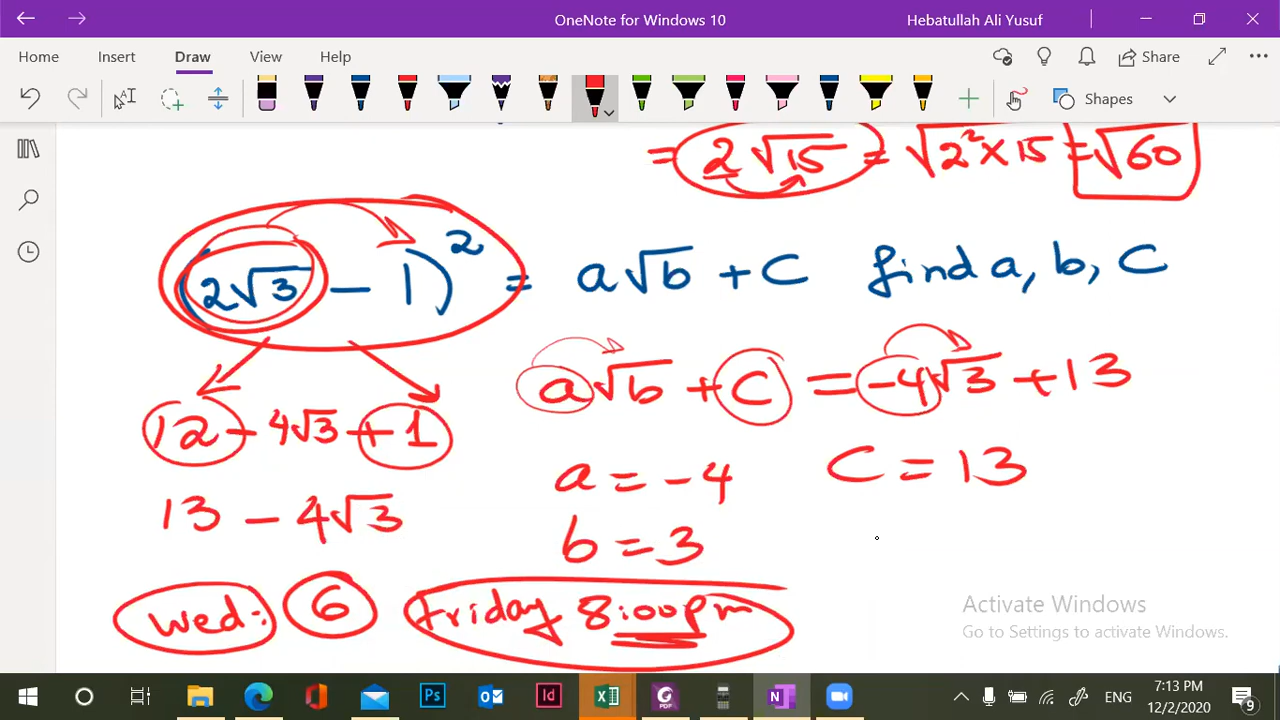 OneNote for Windows 10
Hebatullah Ali Yusuf
Home Insert Draw View Help
Share
Shapes
= 2√15 = √2²×15 = √60
(2√3 − 1)² = a√b + C find a, b, C
a√b + C = −4√3 + 13
12 − 4√3 + 1
a = −4
C = 13
13 − 4√3
b = 3
Wed: 6 Friday 8:00pm
Activate Windows
Go to Settings to activate Windows.
ENG
7:13 PM
12/2/2020
9